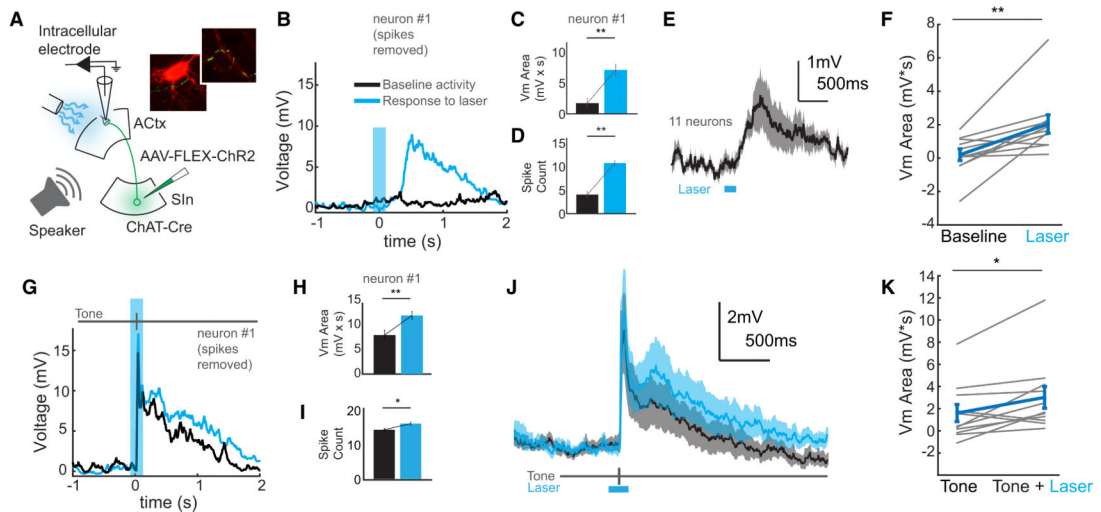 A
Intracellular
electrode
ACtx
AAV-FLEX-ChR2
SIn
Speaker
ChAT-Cre
B
neuron #1
(spikes
removed)
Baseline activity
Response to laser
Voltage (mV)
15
10
5
0
-1
0
1
2
time (s)
C
neuron #1
**
Vm Area
(mV x s)
10
5
0
D
**
Spike
Count
15
10
5
0
E
1mV
500ms
11 neurons
Laser
F
**
Vm Area (mV*s)
8
6
4
2
0
-2
-4
Baseline
Laser
G
Tone
neuron #1
(spikes
removed)
Voltage (mV)
15
10
5
0
-1
0
1
2
time (s)
H
neuron #1
**
Vm Area
(mV x s)
15
10
5
0
I
*
Spike
Count
20
10
0
J
2mV
500ms
Tone
Laser
K
*
Vm Area (mV*s)
14
12
10
8
6
4
2
0
-2
Tone
Tone + Laser